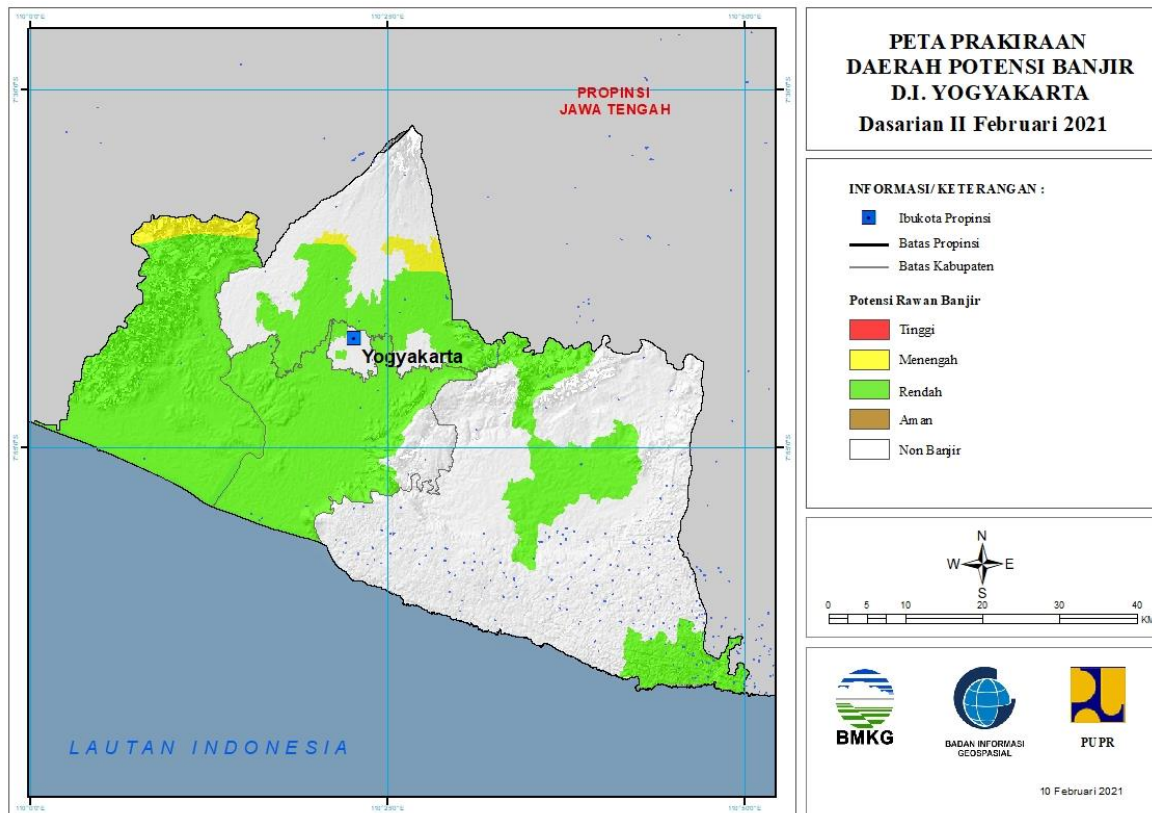 PETA PRAKIRAAN
DAERAH POTENSI BANJIR
D.I. YOGYAKARTA
Dasarian II Februari 2021
PROPINSI
JAWA TENGAH
Yogyakarta
LAUTAN INDONESIA
INFORMASI/ KETERANGAN :
Ibukota Propinsi
Batas Propinsi
Batas Kabupaten
Potensi Rawan Banjir
Tinggi
Menengah
Rendah
Aman
Non Banjir
N
W E
S
0 5 10 20 30 40
KM
BMKG
BADAN INFORMASI
GEOSPASIAL
PUPR
10 Februari 2021